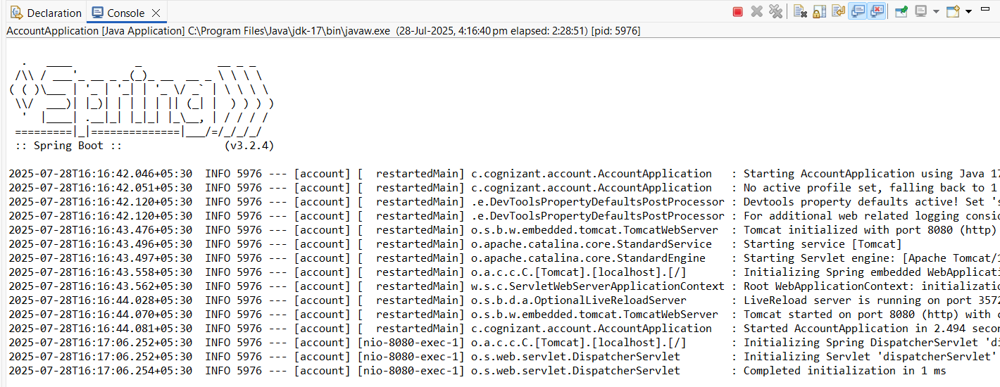 Declaration Console
AccountApplication [Java Application] C:\Program Files\Java\jdk-17\bin\javaw.exe (28-Jul-2025, 4:16:40 pm elapsed: 2:28:51) [pid: 5976]
  .   ____          _            __ _ _
 /\\ / ___'_ __ _ _(_)_ __  __ _ \ \ \ \
( ( )\___ | '_ | '_| | '_ \/ _` | \ \ \ \
 \\/  ___)| |_)| | | | | || (_| |  ) ) ) )
  '  |____| .__|_| |_|_| |_\__, | / / / /
 =========|_|==============|___/=/_/_/_/
 :: Spring Boot ::                (v3.2.4)
2025-07-28T16:16:42.046+05:30  INFO 5976 --- [account] [  restartedMain] c.cognizant.account.AccountApplication   : Starting AccountApplication using Java 17
2025-07-28T16:16:42.051+05:30  INFO 5976 --- [account] [  restartedMain] c.cognizant.account.AccountApplication   : No active profile set, falling back to 1
2025-07-28T16:16:42.120+05:30  INFO 5976 --- [account] [  restartedMain] .e.DevToolsPropertyDefaultsPostProcessor : Devtools property defaults active! Set 's
2025-07-28T16:16:42.120+05:30  INFO 5976 --- [account] [  restartedMain] .e.DevToolsPropertyDefaultsPostProcessor : For additional web related logging consid
2025-07-28T16:16:43.476+05:30  INFO 5976 --- [account] [  restartedMain] o.s.b.w.embedded.tomcat.TomcatWebServer  : Tomcat initialized with port 8080 (http)
2025-07-28T16:16:43.496+05:30  INFO 5976 --- [account] [  restartedMain] o.apache.catalina.core.StandardService   : Starting service [Tomcat]
2025-07-28T16:16:43.497+05:30  INFO 5976 --- [account] [  restartedMain] o.apache.catalina.core.StandardEngine    : Starting Servlet engine: [Apache Tomcat/1
2025-07-28T16:16:43.558+05:30  INFO 5976 --- [account] [  restartedMain] o.a.c.c.C.[Tomcat].[localhost].[/]       : Initializing Spring embedded WebApplicati
2025-07-28T16:16:43.562+05:30  INFO 5976 --- [account] [  restartedMain] w.s.c.ServletWebServerApplicationContext : Root WebApplicationContext: initializatio
2025-07-28T16:16:44.028+05:30  INFO 5976 --- [account] [  restartedMain] o.s.b.d.a.OptionalLiveReloadServer       : LiveReload server is running on port 3572
2025-07-28T16:16:44.070+05:30  INFO 5976 --- [account] [  restartedMain] o.s.b.w.embedded.tomcat.TomcatWebServer  : Tomcat started on port 8080 (http) with c
2025-07-28T16:16:44.081+05:30  INFO 5976 --- [account] [  restartedMain] c.cognizant.account.AccountApplication   : Started AccountApplication in 2.494 secon
2025-07-28T16:17:06.252+05:30  INFO 5976 --- [account] [nio-8080-exec-1] o.a.c.c.C.[Tomcat].[localhost].[/]       : Initializing Spring DispatcherServlet 'di
2025-07-28T16:17:06.252+05:30  INFO 5976 --- [account] [nio-8080-exec-1] o.s.web.servlet.DispatcherServlet        : Initializing Servlet 'dispatcherServlet'
2025-07-28T16:17:06.254+05:30  INFO 5976 --- [account] [nio-8080-exec-1] o.s.web.servlet.DispatcherServlet        : Completed initialization in 1 ms